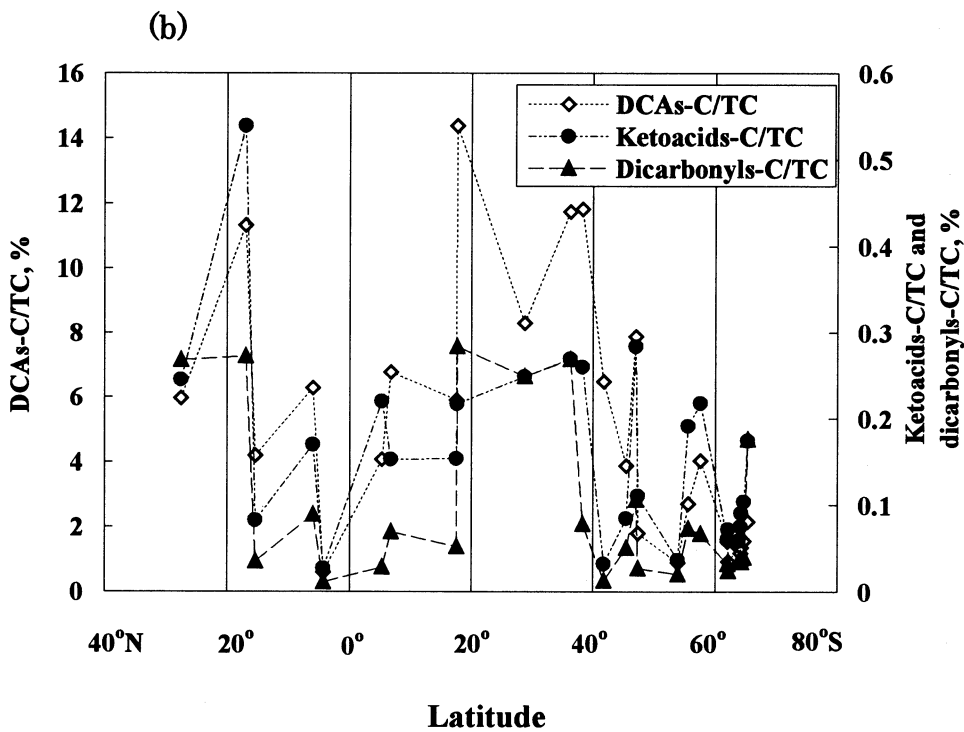 (b)
16
14
12
10
8
6
4
2
0
DCAs-C/TC, %
DCAs-C/TC
Ketoacids-C/TC
Dicarbonyls-C/TC
0.6
0.5
0.4
0.3
0.2
0.1
0
Ketoacids-C/TC and
dicarbonyls-C/TC, %
40°N 20° 0° 20° 40° 60° 80°S
Latitude